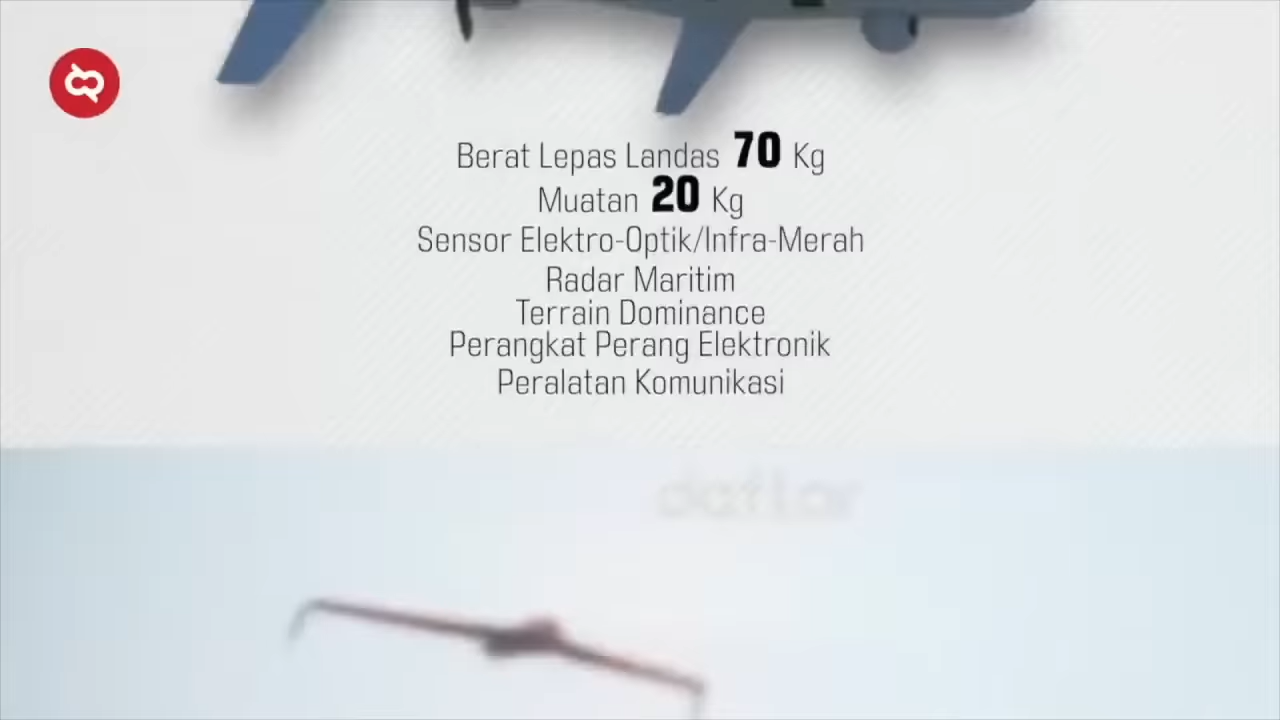 Berat Lepas Landas 70 Kg
Muatan 20 Kg
Sensor Elektro-Optik/Infra-Merah
Radar Maritim
Terrain Dominance
Perangkat Perang Elektronik
Peralatan Komunikasi
daftar